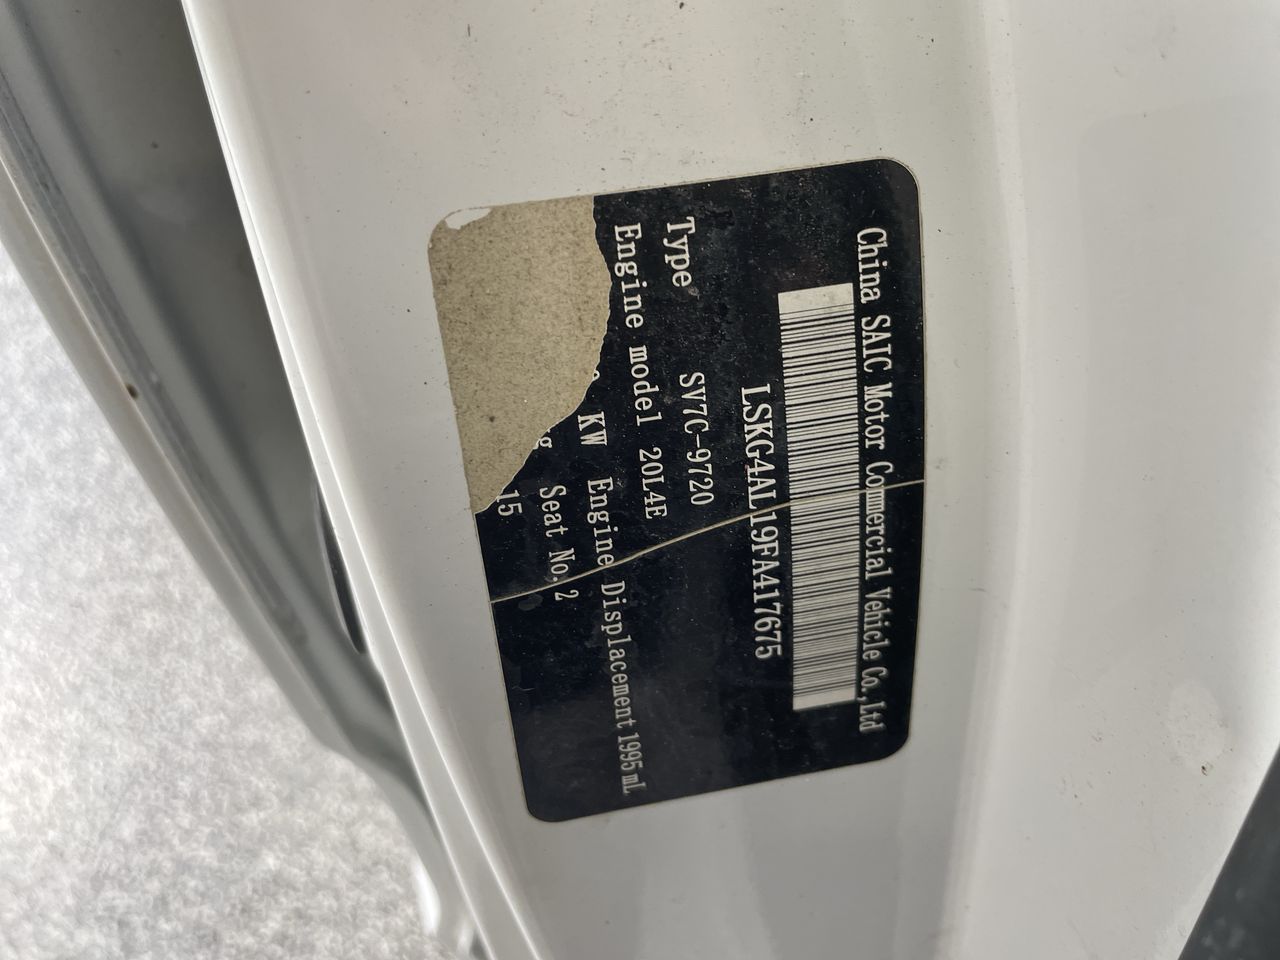 China SAIC Motor Commercial Vehicle Co.,Ltd
LSKG4AL19FA417675
Type SV7C-9720
Engine model 20L4E
KW Engine Displacement 1995 mL
g Seat No. 2
15